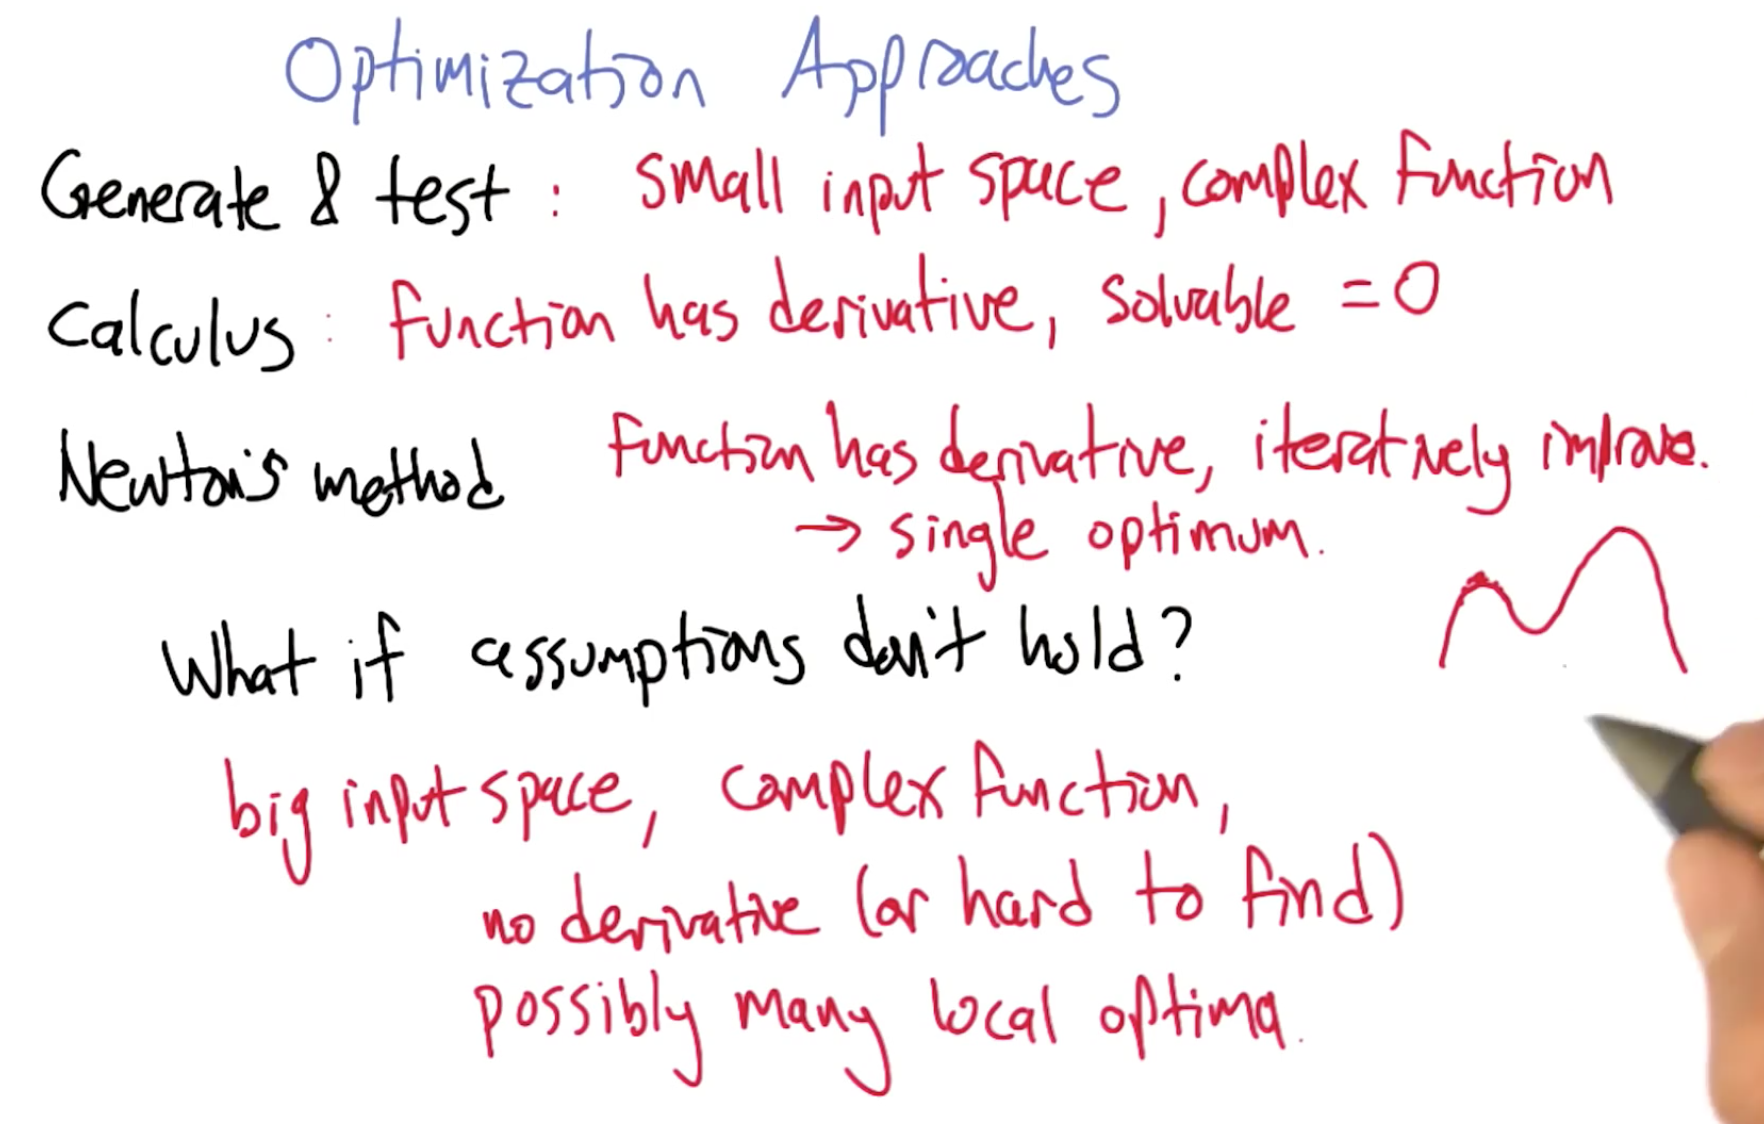 Optimization Approaches
Generate & test : small input space, complex function
Calculus : function has derivative, solvable = 0
Newton's method function has derivative, iteratively improve.
→ single optimum.
What if assumptions don't hold?
big input space, complex function,
no derivative (or hard to find)
possibly many local optima.